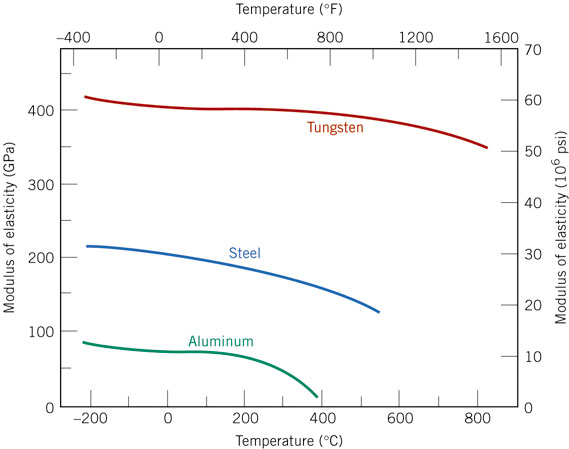 Temperature (°F)
–400 0 400 800 1200 1600
70
400 60
Tungsten
50
300
40
Modulus of elasticity (GPa)
Modulus of elasticity (10⁶ psi)
Steel
30
200
20
100
Aluminum
10
0 0
–200 0 200 400 600 800
Temperature (°C)